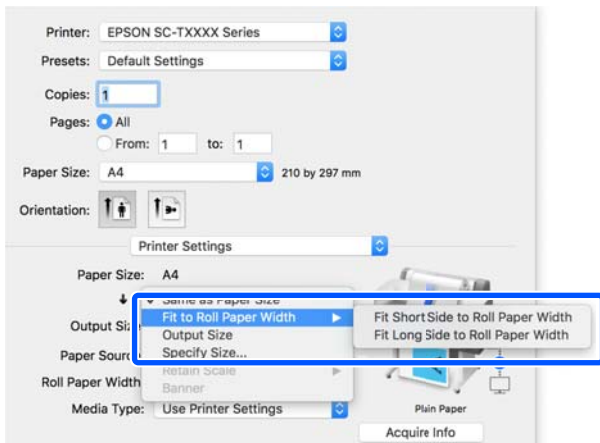 Printer: EPSON SC-TXXXX Series
Presets: Default Settings
Copies: 1
Pages: All
From: 1 to: 1
Paper Size: A4 210 by 297 mm
Orientation:
Printer Settings
Paper Size: A4
Same as Paper Size
Fit to Roll Paper Width
Fit Short Side to Roll Paper Width
Output Size
Fit Long Side to Roll Paper Width
Specify Size...
Retain Scale
Roll Paper Width
Banner
Media Type: Use Printer Settings
Plain Paper
Acquire Info